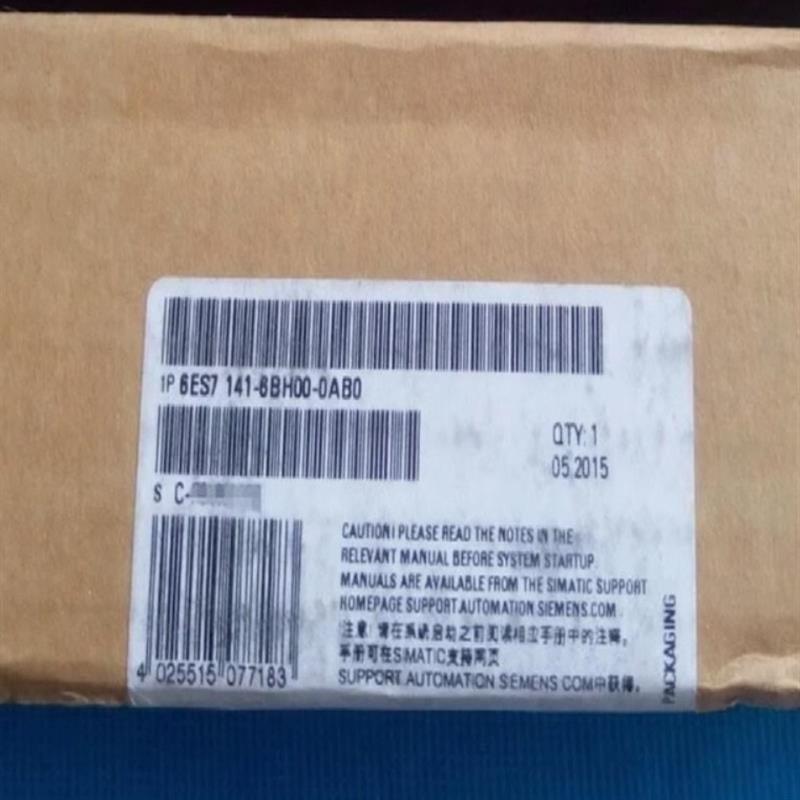 1P 6ES7 141-6BH00-0AB0
QTY: 1
05.2015
S C-
CAUTION! PLEASE READ THE NOTES IN THE
RELEVANT MANUAL BEFORE SYSTEM STARTUP.
MANUALS ARE AVAILABLE FROM THE SIMATIC SUPPORT
HOMEPAGE SUPPORT.AUTOMATION.SIEMENS.COM.
注意! 请在系统启动之前阅读相应手册中的注释。
手册可在SIMATIC支持网页
SUPPORT.AUTOMATION.SIEMENS.COM中获得。
4 025515 077183
PACKAGING